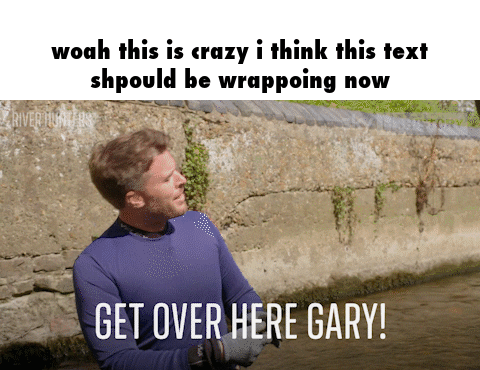 woah this is crazy i think this text
shpould be wrappoing now
RIVER HUNTERS
GET OVER HERE GARY!